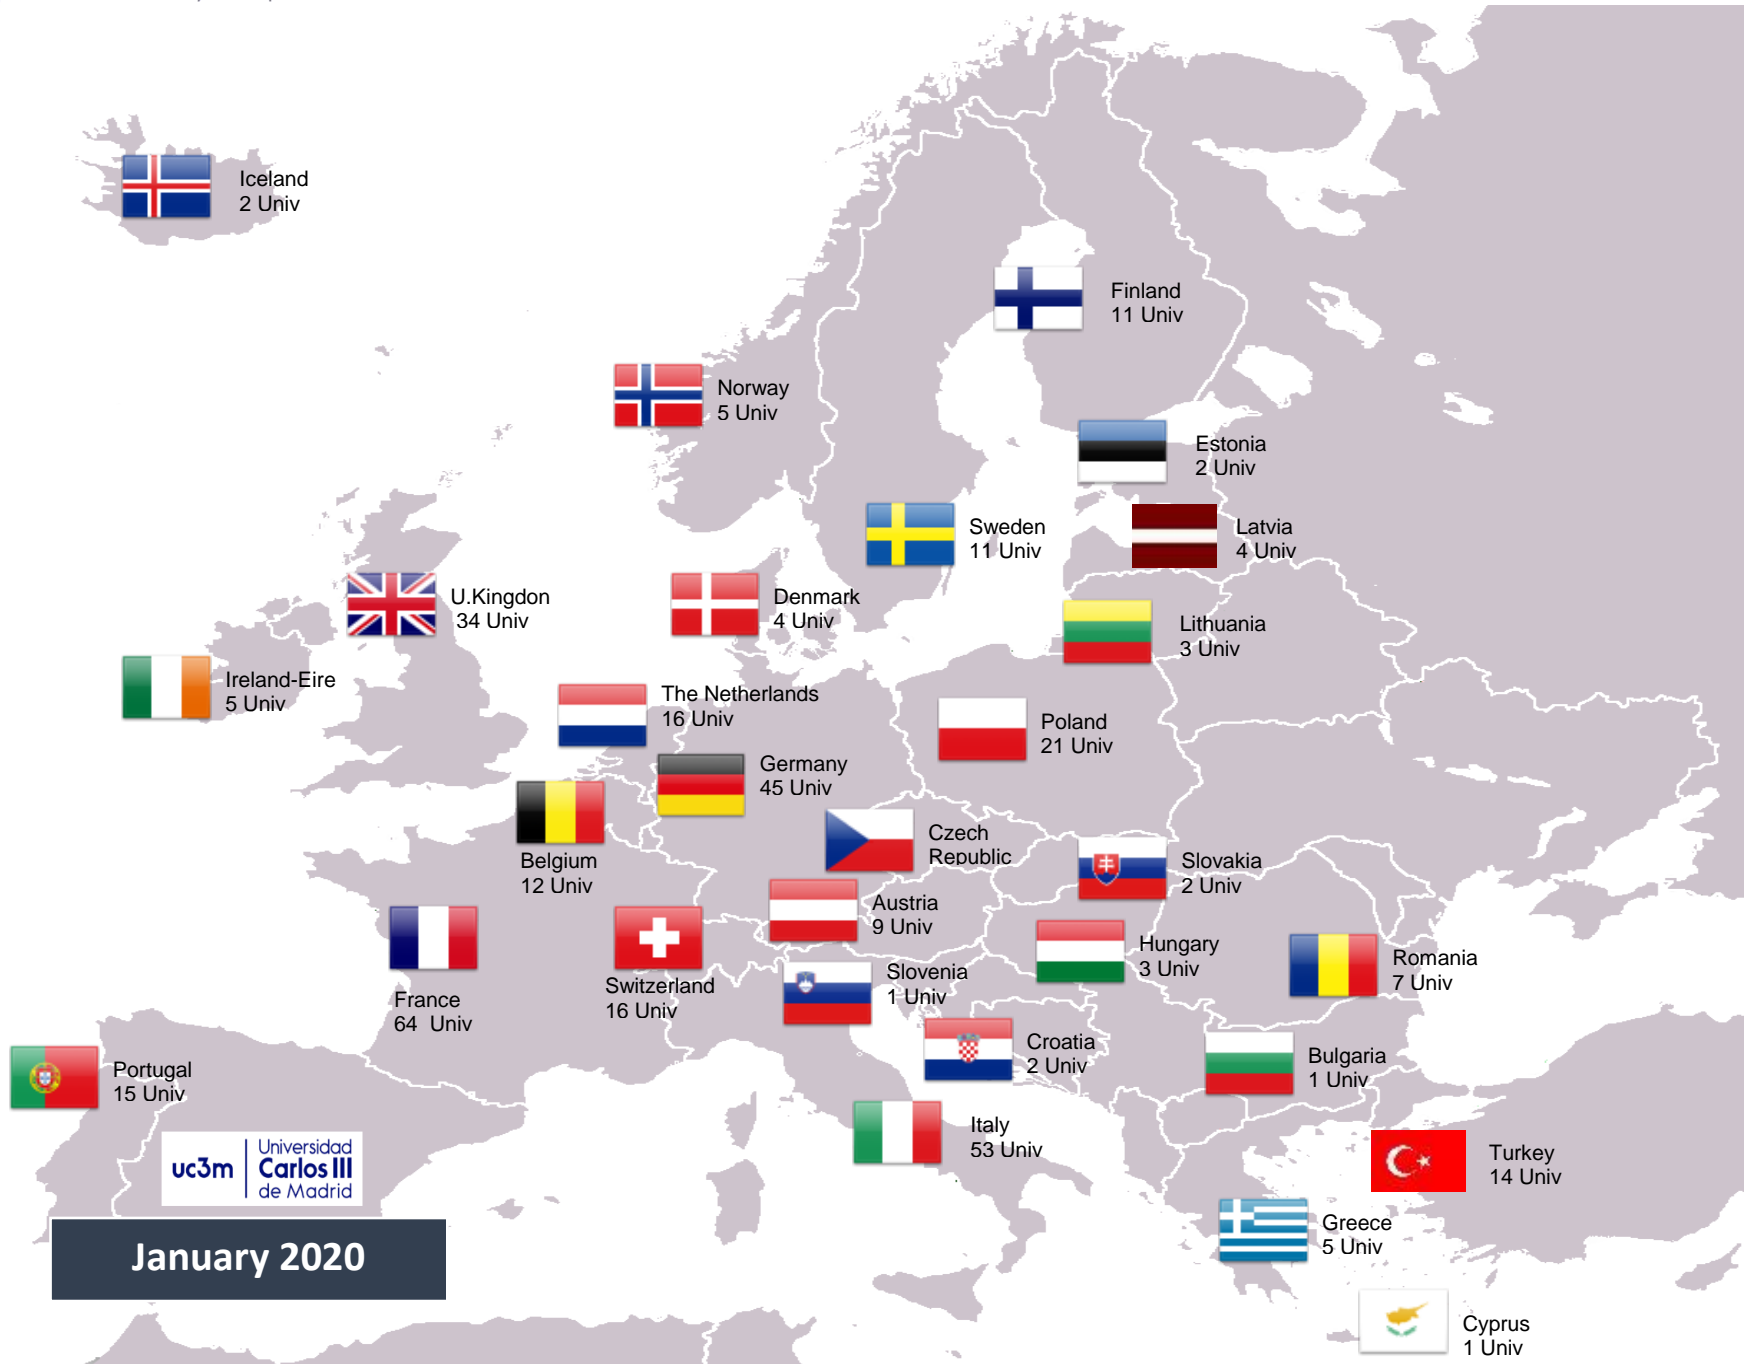 Iceland
2 Univ
Finland
11 Univ
Norway
5 Univ
Estonia
2 Univ
Sweden
11 Univ
Latvia
4 Univ
U.Kingdon
34 Univ
Denmark
4 Univ
Lithuania
3 Univ
Ireland-Eire
5 Univ
The Netherlands
16 Univ
Poland
21 Univ
Germany
45 Univ
Belgium
12 Univ
Czech
Republic
Slovakia
2 Univ
Austria
9 Univ
France
64 Univ
Switzerland
16 Univ
Slovenia
1 Univ
Hungary
3 Univ
Romania
7 Univ
Croatia
2 Univ
Bulgaria
1 Univ
Portugal
15 Univ
Italy
53 Univ
Turkey
14 Univ
uc3m
Universidad
Carlos III
de Madrid
Greece
5 Univ
January 2020
Cyprus
1 Univ